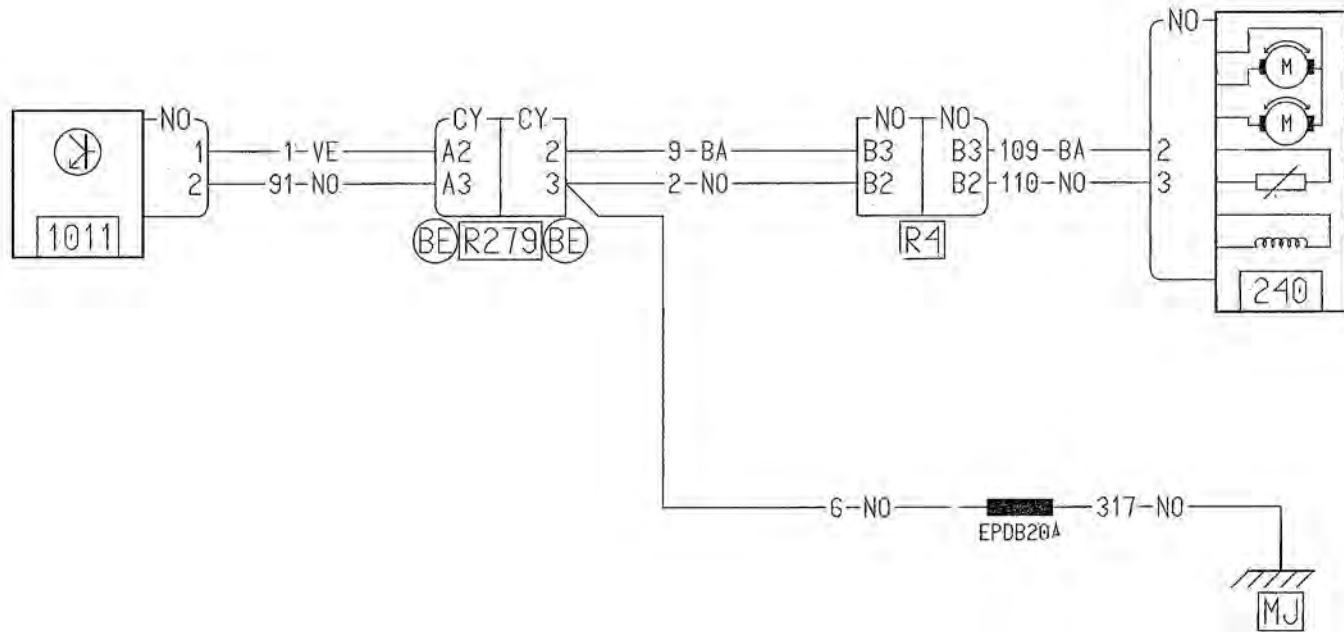 NO
M
M
NO
CY CY
NO NO
1 1-VE A2 2 9-BA B3 B3 109-BA 2
2 91-NO A3 3 2-NO B2 B2 110-NO 3
1011
BE R279 BE
R4
240
6-NO 317-NO
EPDB20A
MJ